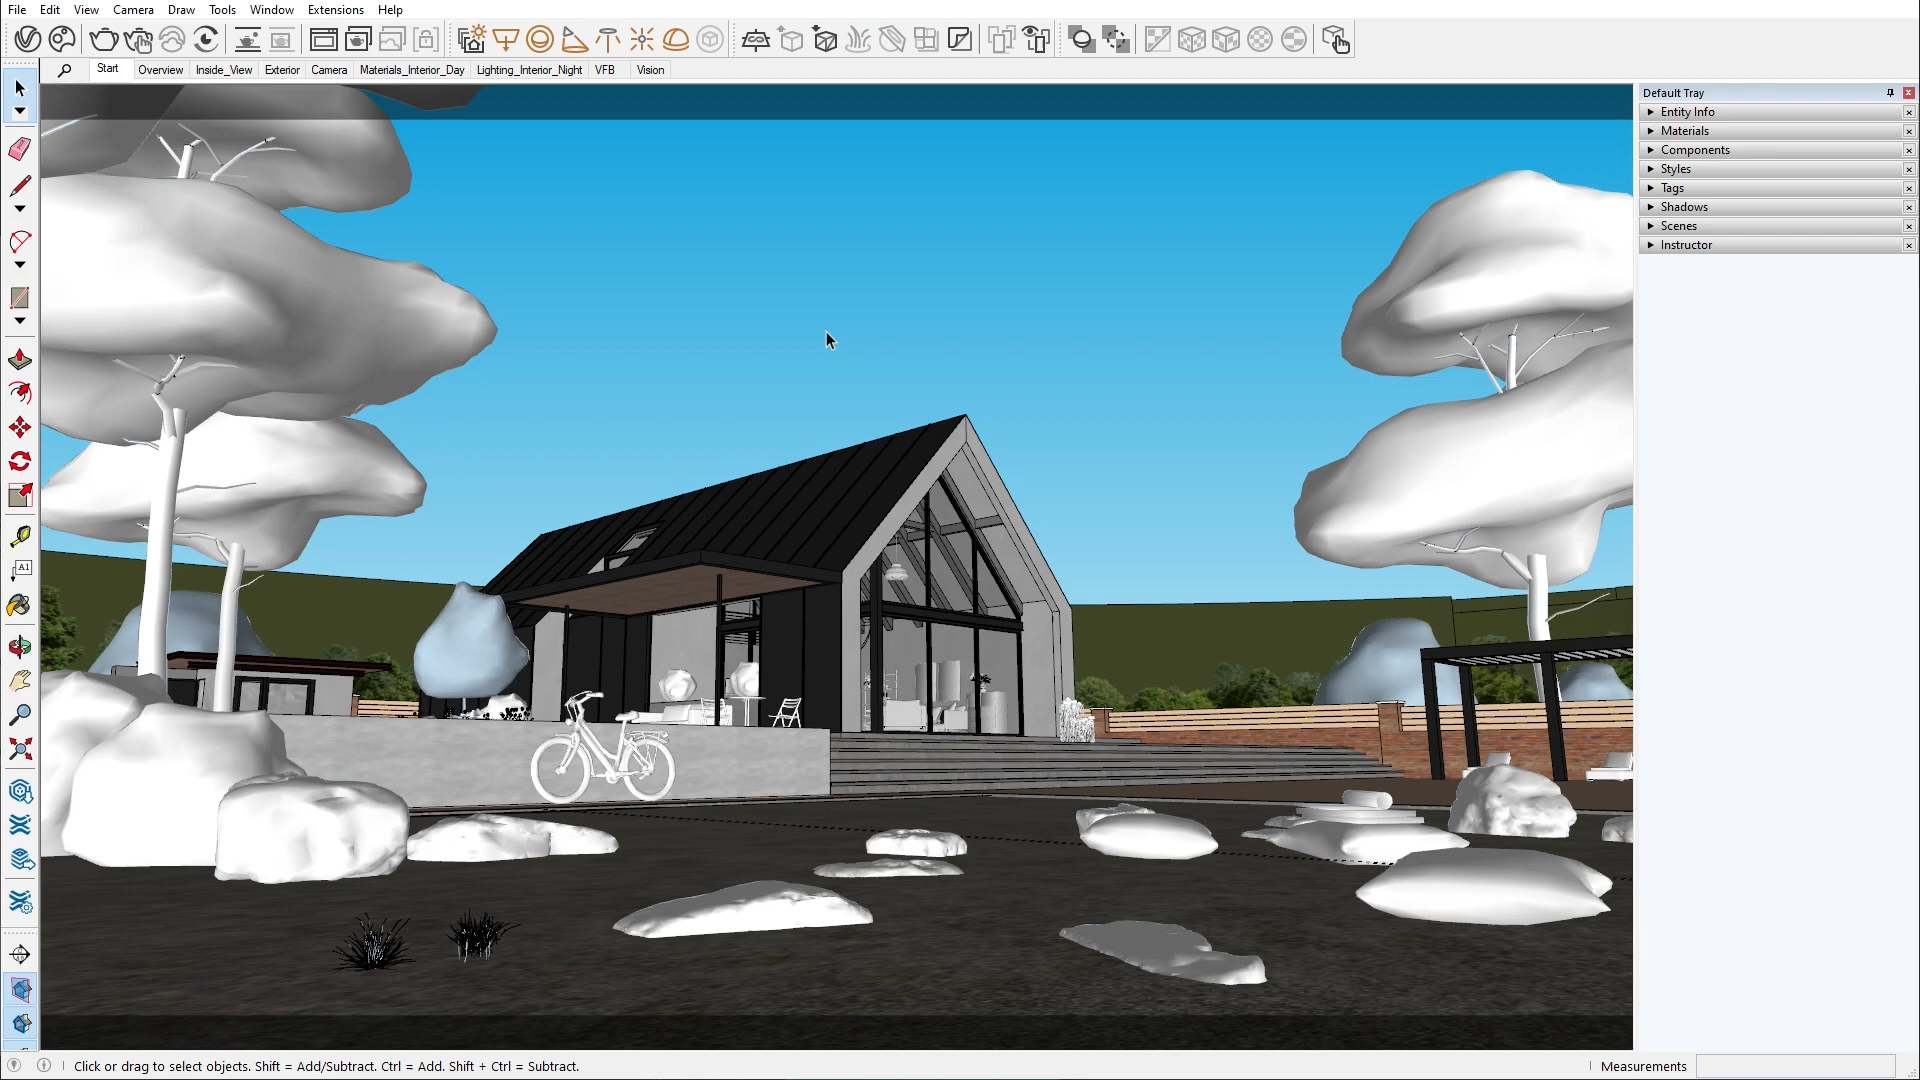 File Edit View Camera Draw Tools Window Extensions Help
Start Overview Inside_View Exterior Camera Materials_Interior_Day Lighting_Interior_Night VFB Vision
Default Tray
Entity Info
Materials
Components
Styles
Tags
Shadows
Scenes
Instructor
A1
Click or drag to select objects. Shift = Add/Subtract. Ctrl = Add. Shift + Ctrl = Subtract.
Measurements